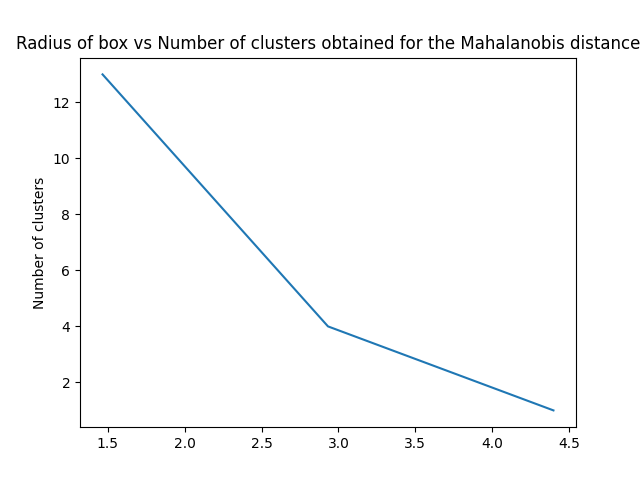 Radius of box vs Number of clusters obtained for the Mahalanobis distance
Number of clusters
12
10
8
6
4
2
1.5 2.0 2.5 3.0 3.5 4.0 4.5